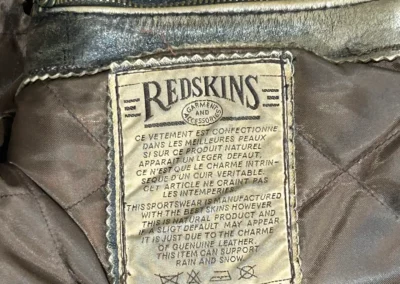 REDSKINS
GARMENT
AND
ACCESSORIES
CE VETEMENT EST CONFECTIONNE
DANS LES MEILLEURES PEAUX
SI SUR CE PRODUIT NATUREL
APPARAIT UN LEGER DEFAUT,
C'EST QUE LE CHARME INTRIN-
SEQUE D'UN CUIR VERITABLE.
CET ARTICLE NE CRAINT PAS
LES INTEMPERIES.
THIS SPORTSWEAR IS MANUFACTURED
WITH THE BEST SKINS HOWEVER
THIS IS NATURAL PRODUCT AND
IF A SLIGT DEFAULT MAY APPEAR
IT IS JUST DUE TO THE CHARME
OF GUENUINE LEATHER.
THIS ITEM CAN SUPPORT
RAIN AND SNOW.